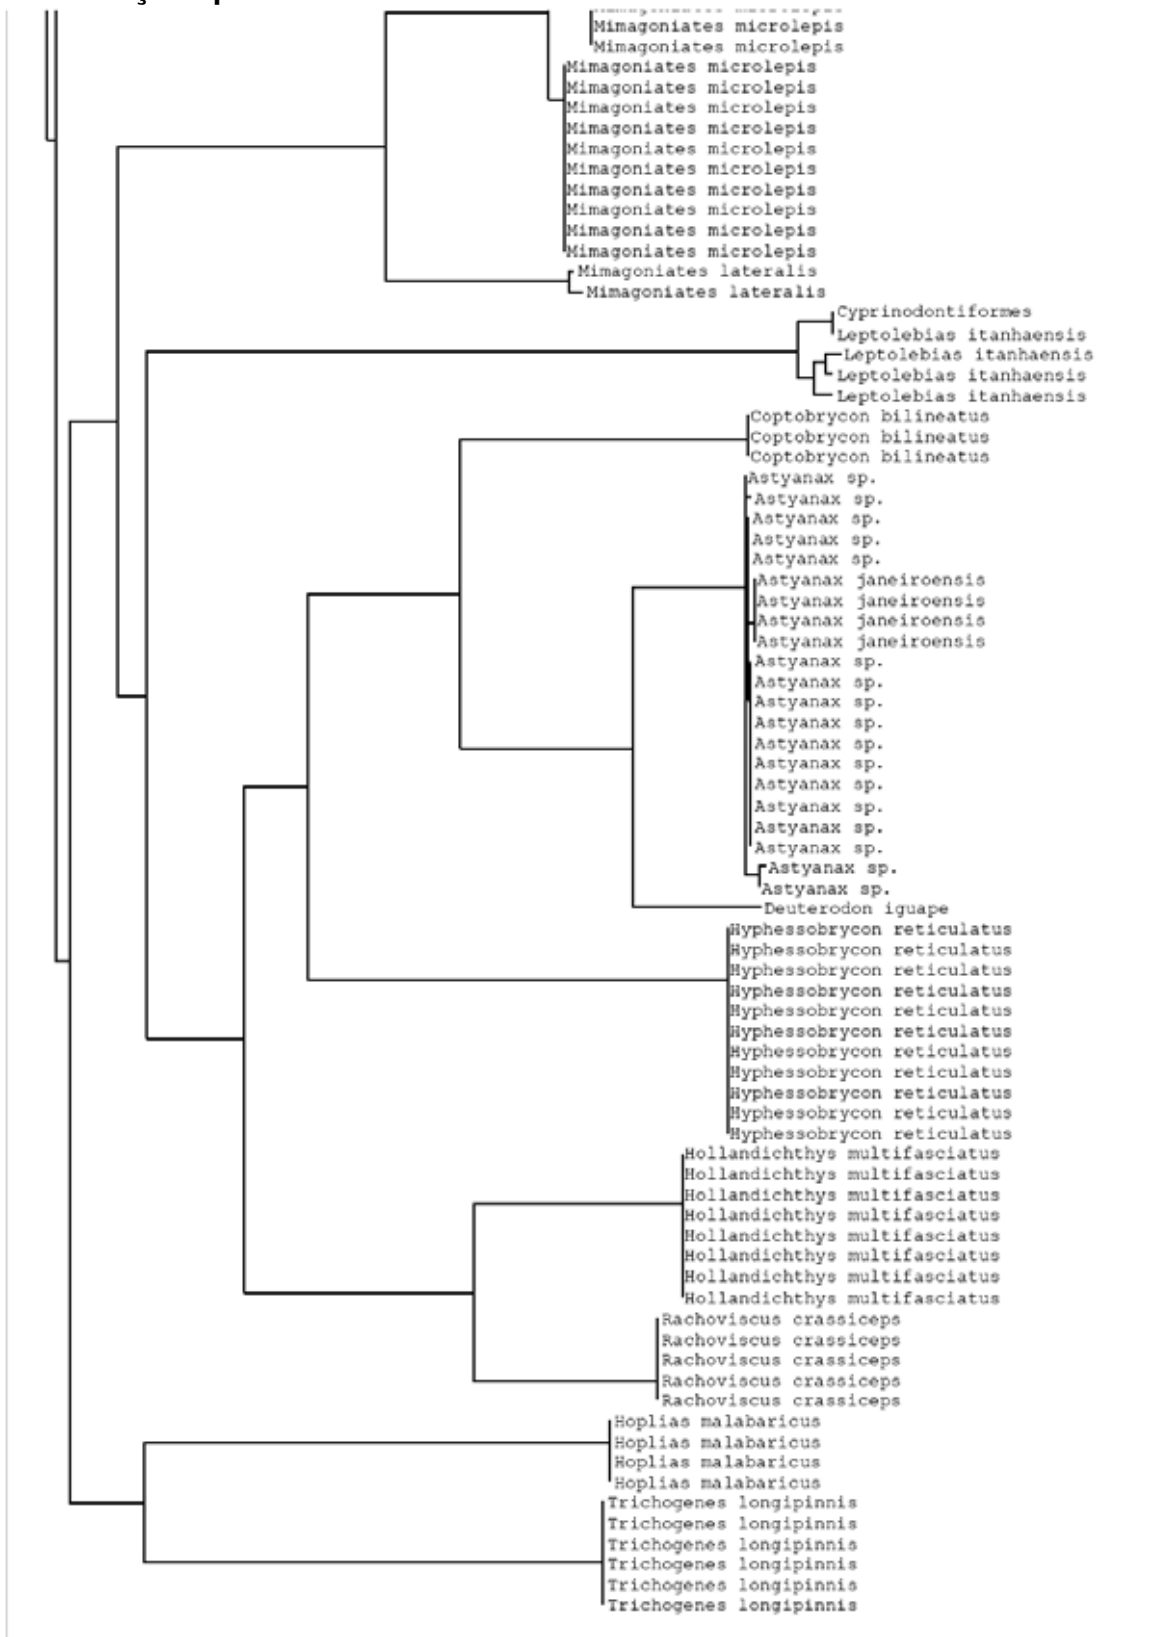 Mimagoniates microlepis
Mimagoniates microlepis
Mimagoniates microlepis
Mimagoniates microlepis
Mimagoniates microlepis
Mimagoniates microlepis
Mimagoniates microlepis
Mimagoniates microlepis
Mimagoniates microlepis
Mimagoniates microlepis
Mimagoniates microlepis
Mimagoniates microlepis
Mimagoniates lateralis
Mimagoniates lateralis
Cyprinodontiformes
Leptolebias itanhaensis
Leptolebias itanhaensis
Leptolebias itanhaensis
Leptolebias itanhaensis
Coptobrycon bilineatus
Coptobrycon bilineatus
Coptobrycon bilineatus
Astyanax sp.
Astyanax sp.
Astyanax sp.
Astyanax sp.
Astyanax sp.
Astyanax janeiroensis
Astyanax janeiroensis
Astyanax janeiroensis
Astyanax janeiroensis
Astyanax sp.
Astyanax sp.
Astyanax sp.
Astyanax sp.
Astyanax sp.
Astyanax sp.
Astyanax sp.
Astyanax sp.
Astyanax sp.
Astyanax sp.
Astyanax sp.
Astyanax sp.
Deuterodon iguape
Hyphessobrycon reticulatus
Hyphessobrycon reticulatus
Hyphessobrycon reticulatus
Hyphessobrycon reticulatus
Hyphessobrycon reticulatus
Hyphessobrycon reticulatus
Hyphessobrycon reticulatus
Hyphessobrycon reticulatus
Hyphessobrycon reticulatus
Hyphessobrycon reticulatus
Hyphessobrycon reticulatus
Hollandichthys multifasciatus
Hollandichthys multifasciatus
Hollandichthys multifasciatus
Hollandichthys multifasciatus
Hollandichthys multifasciatus
Hollandichthys multifasciatus
Hollandichthys multifasciatus
Hollandichthys multifasciatus
Rachoviscus crassiceps
Rachoviscus crassiceps
Rachoviscus crassiceps
Rachoviscus crassiceps
Rachoviscus crassiceps
Hoplias malabaricus
Hoplias malabaricus
Hoplias malabaricus
Hoplias malabaricus
Trichogenes longipinnis
Trichogenes longipinnis
Trichogenes longipinnis
Trichogenes longipinnis
Trichogenes longipinnis
Trichogenes longipinnis